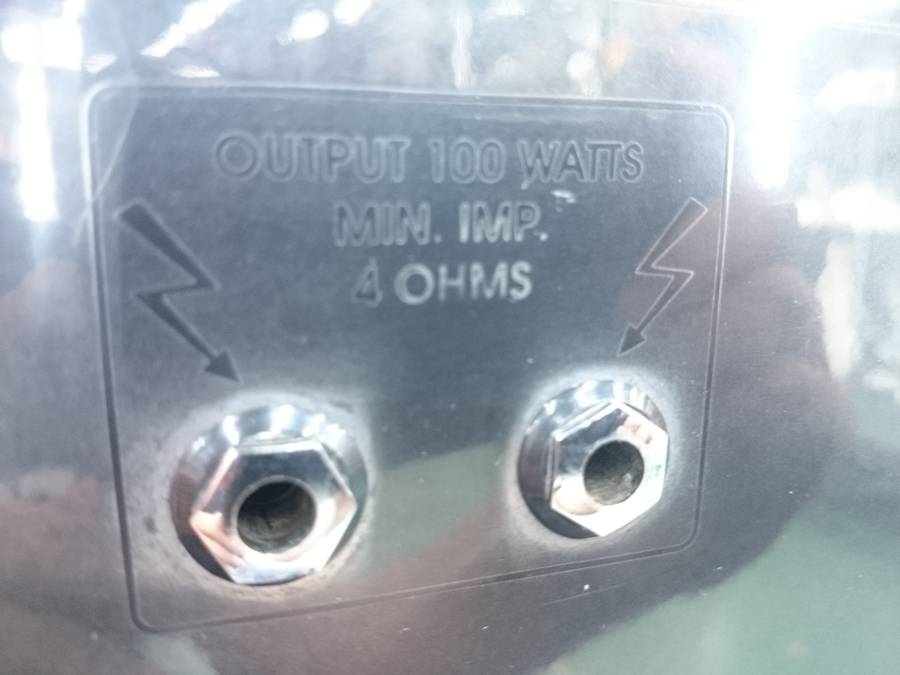 OUTPUT 100 WATTS
MIN. IMP.
4 OHMS